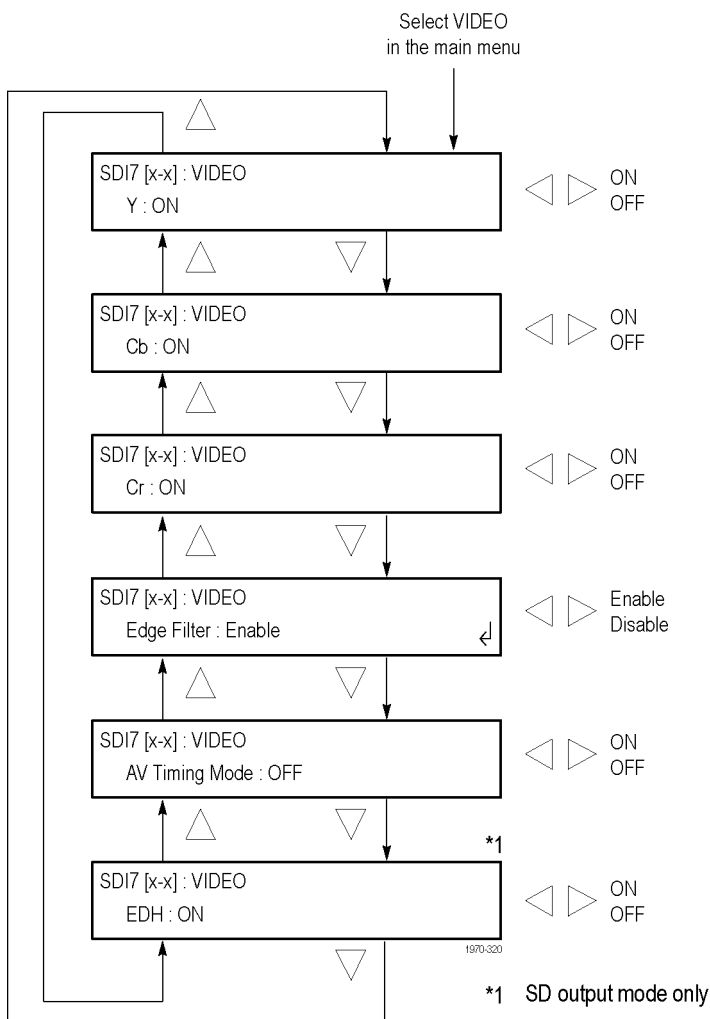 Select VIDEO
in the main menu
SDI7 [x-x] : VIDEO
Y : ON
ON
OFF
SDI7 [x-x] : VIDEO
Cb : ON
ON
OFF
SDI7 [x-x] : VIDEO
Cr : ON
ON
OFF
SDI7 [x-x] : VIDEO
Edge Filter : Enable
Enable
Disable
SDI7 [x-x] : VIDEO
AV Timing Mode : OFF
ON
OFF
*1
SDI7 [x-x] : VIDEO
EDH : ON
ON
OFF
1970-320
*1 SD output mode only